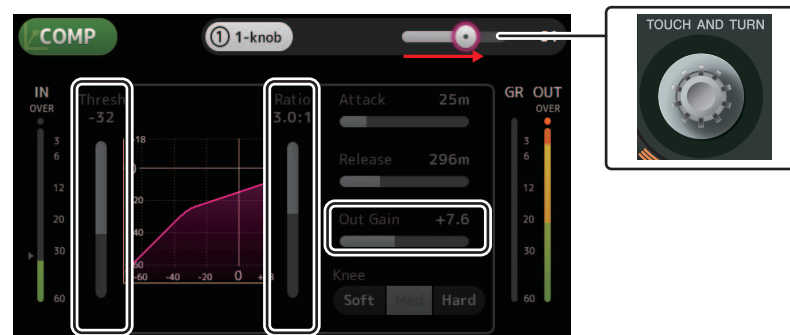 COMP
① 1-knob
TOUCH AND TURN
IN
OVER
3
6
12
20
30
60
Thresh
-32
-18
0
20
40
60
-60 -40 -20 0
Ratio
3.0:1
Attack 25m
Release 296m
Out Gain +7.6
Knee
Soft Med Hard
GR OUT
OVER
3
6
12
20
30
60